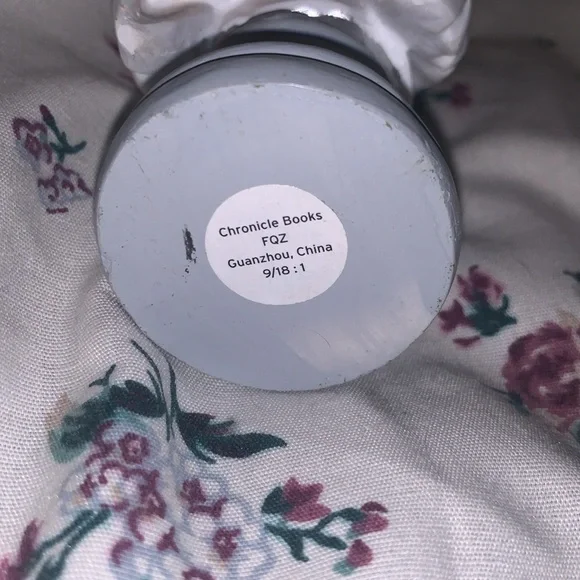 Chronicle Books
FQZ
Guanzhou, China
9/18 : 1